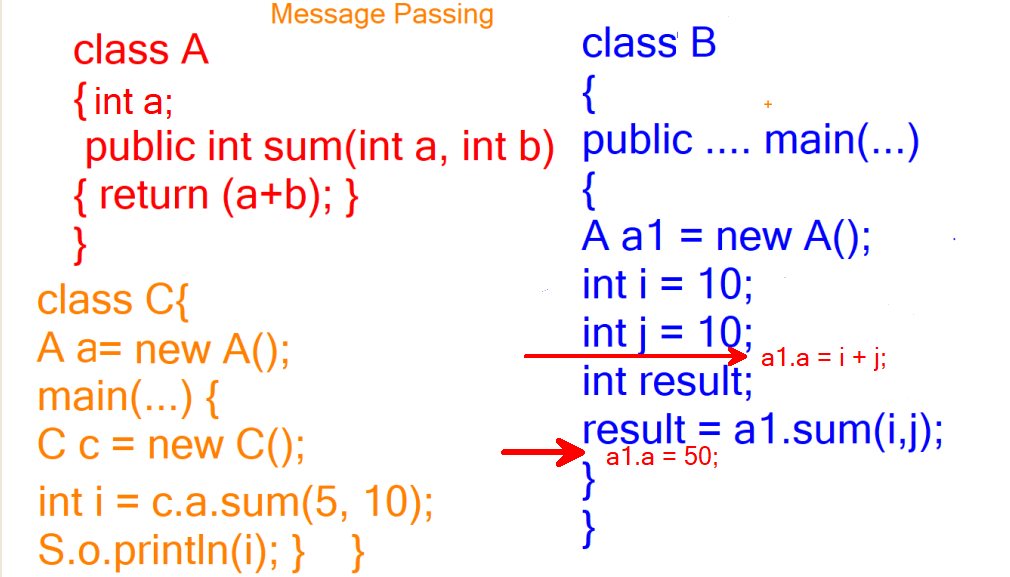 Message Passing
class A
{ int a;
public int sum(int a, int b)
{ return (a+b); }
}
class C{
A a= new A();
main(...) {
C c = new C();
int i = c.a.sum(5, 10);
S.o.println(i); } }
class B
{
public .... main(...)
{
A a1 = new A();
int i = 10;
int j = 10;
a1.a = i + j;
int result;
result = a1.sum(i,j);
a1.a = 50;
}
}